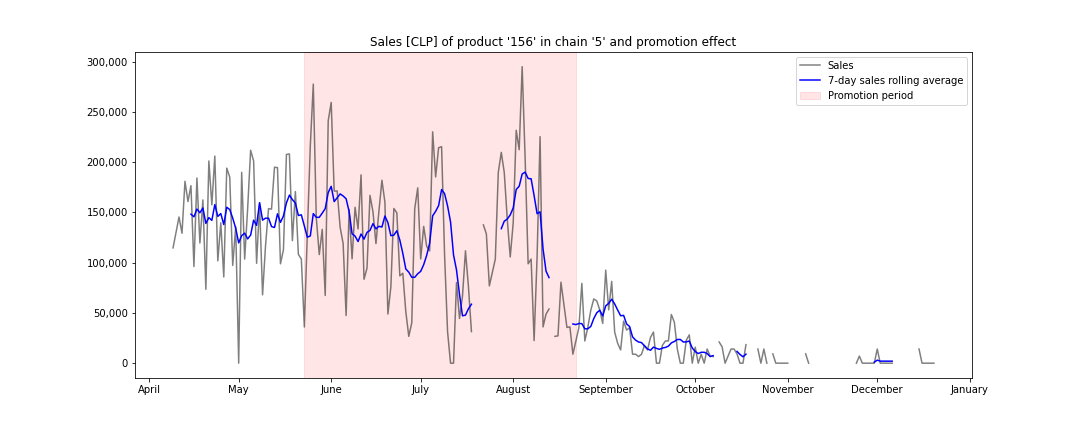 Sales [CLP] of product '156' in chain '5' and promotion effect
300,000
250,000
200,000
150,000
100,000
50,000
0
Sales
7-day sales rolling average
Promotion period
April May June July August September October November December January